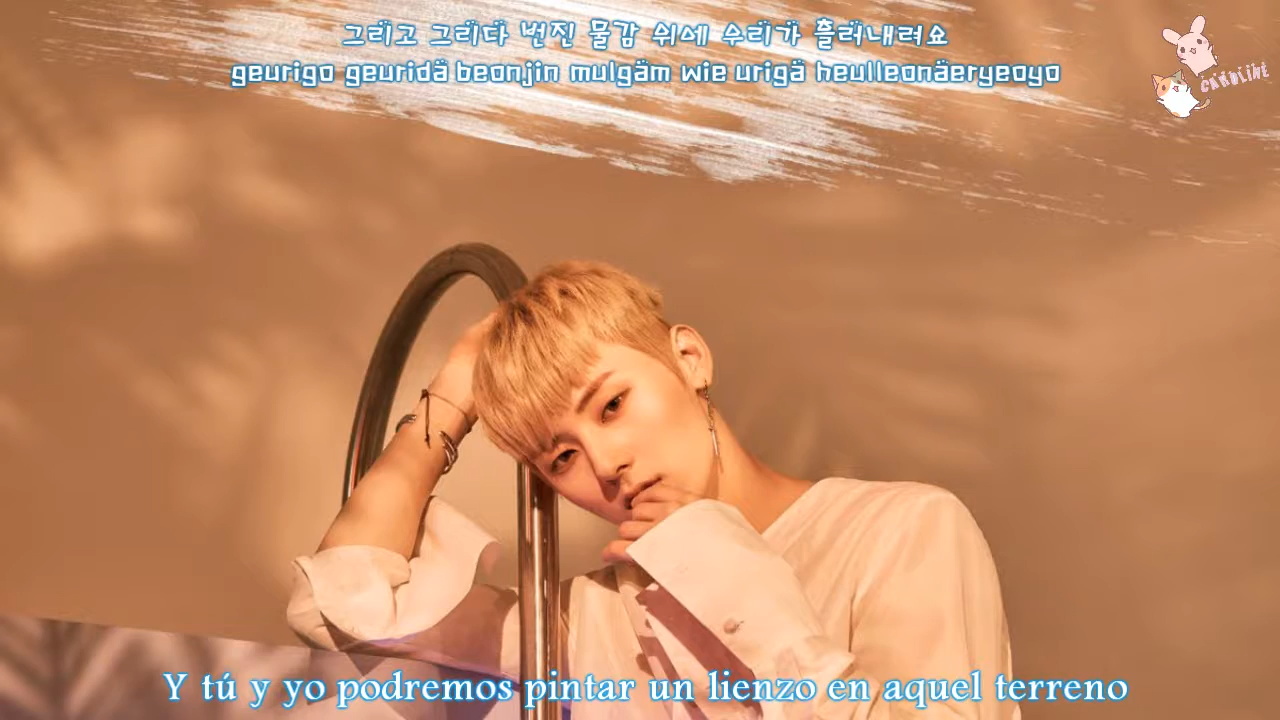 그리고 그리다 번진 물감 위에 우리가 흘러내려요
geurigo geuridä beonjin mulgäm wie urigä heulleonäeryeoyo
CAROLINE
Y tú y yo podremos pintar un lienzo en aquel terreno